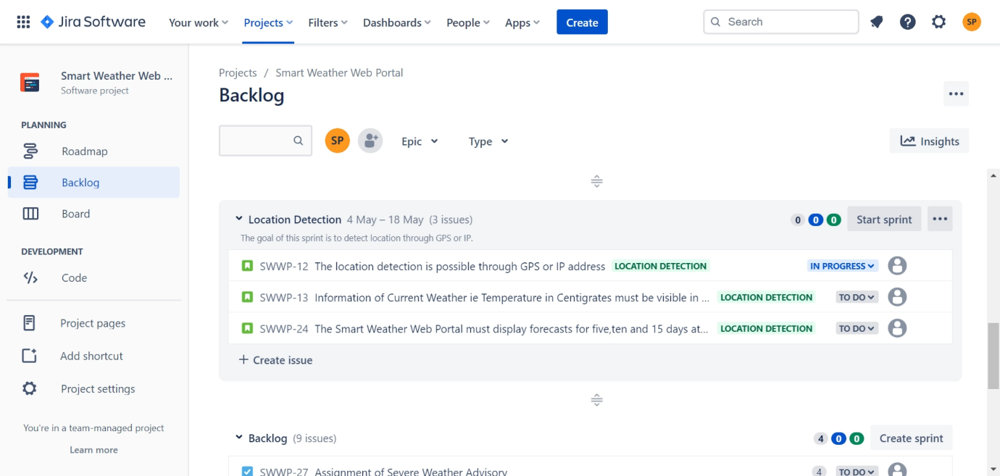 Jira Software Your work Projects Filters Dashboards People Apps Create Search SP
Smart Weather Web ...
Software project
PLANNING
Roadmap
Backlog
Board
DEVELOPMENT
Code
Project pages
Add shortcut
Project settings
You're in a team-managed project
Learn more
Projects / Smart Weather Web Portal
Backlog
SP Epic Type Insights
Location Detection 4 May – 18 May (3 issues) 0 0 0 Start sprint
The goal of this sprint is to detect location through GPS or IP.
SWWP-12 The location detection is possible through GPS or IP address LOCATION DETECTION IN PROGRESS
SWWP-13 Information of Current Weather ie Temperature in Centigrates must be visible in ... LOCATION DETECTION TO DO
SWWP-24 The Smart Weather Web Portal must display forecasts for five,ten and 15 days at... LOCATION DETECTION TO DO
+ Create issue
Backlog (9 issues) 4 0 0 Create sprint
SWWP-27 Assignment of Severe Weather Advisory 4 TO DO